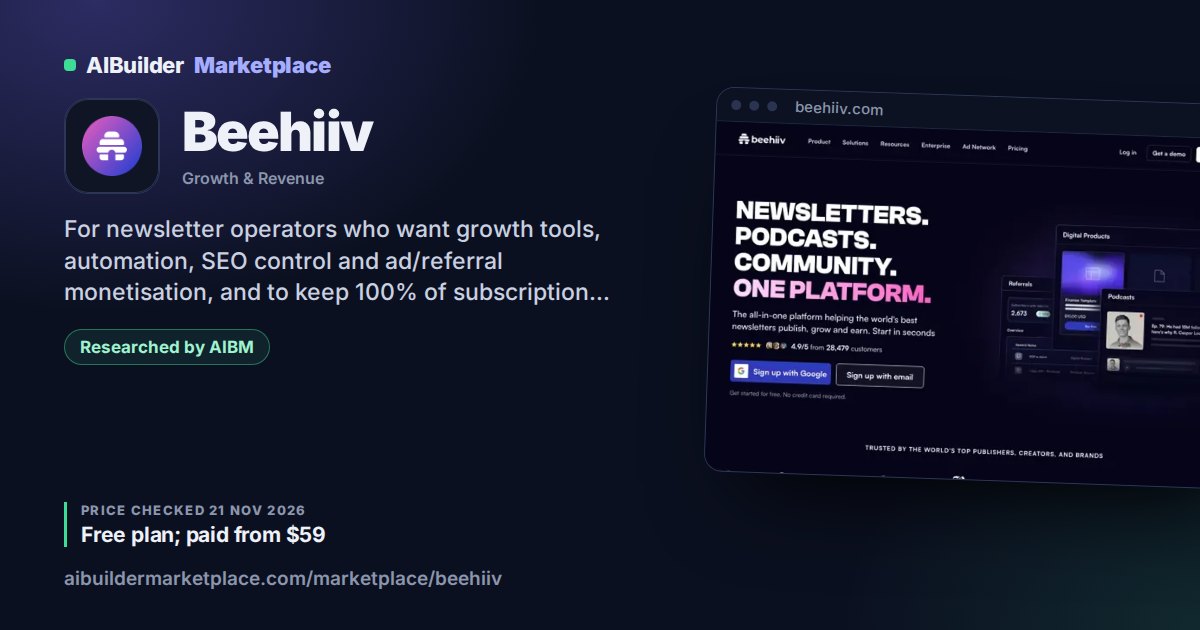 AIBuilder Marketplace
Beehiiv
Growth & Revenue
For newsletter operators who want growth tools,
automation, SEO control and ad/referral
monetisation, and to keep 100% of subscription...
Researched by AIBM
PRICE CHECKED 21 NOV 2026
Free plan; paid from $59
aibuildermarketplace.com/marketplace/beehiiv
beehiiv.com
beehiiv Product Solutions Resources Enterprise Ad Network Pricing Log in Get a demo
NEWSLETTERS.
PODCASTS.
COMMUNITY.
ONE PLATFORM.
The all-in-one platform helping the world's best
newsletters publish, grow and earn. Start in seconds
4.9/5 from 28,479 customers
G Sign up with Google Sign up with email
Get started for free. No credit card required.
Digital Products
Referrals
2,673
Podcasts
TRUSTED BY THE WORLD'S TOP PUBLISHERS, CREATORS, AND BRANDS